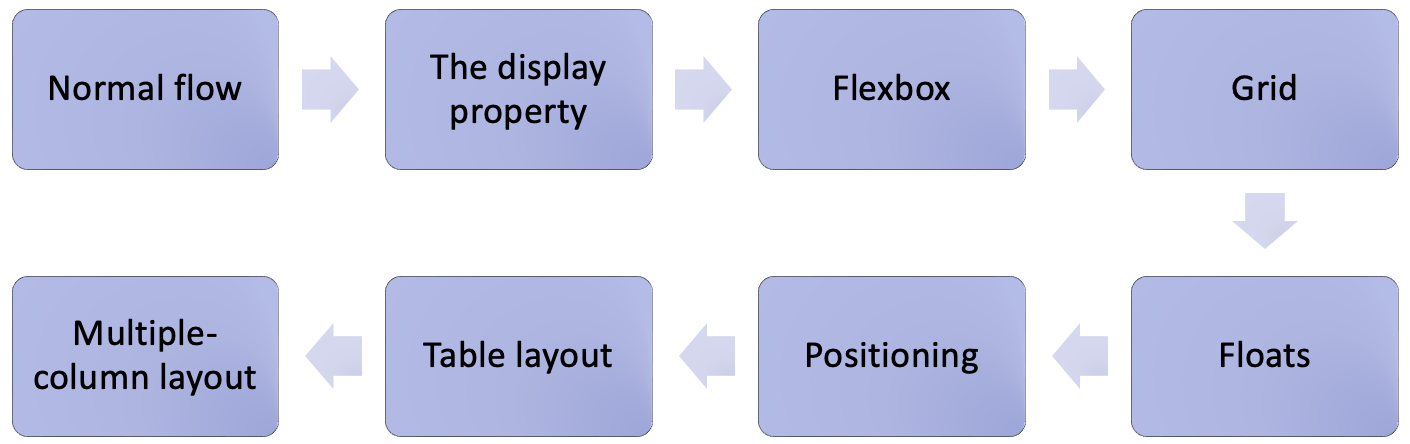 Normal flow
The display
property
Flexbox
Grid
Floats
Positioning
Table layout
Multiple-
column layout